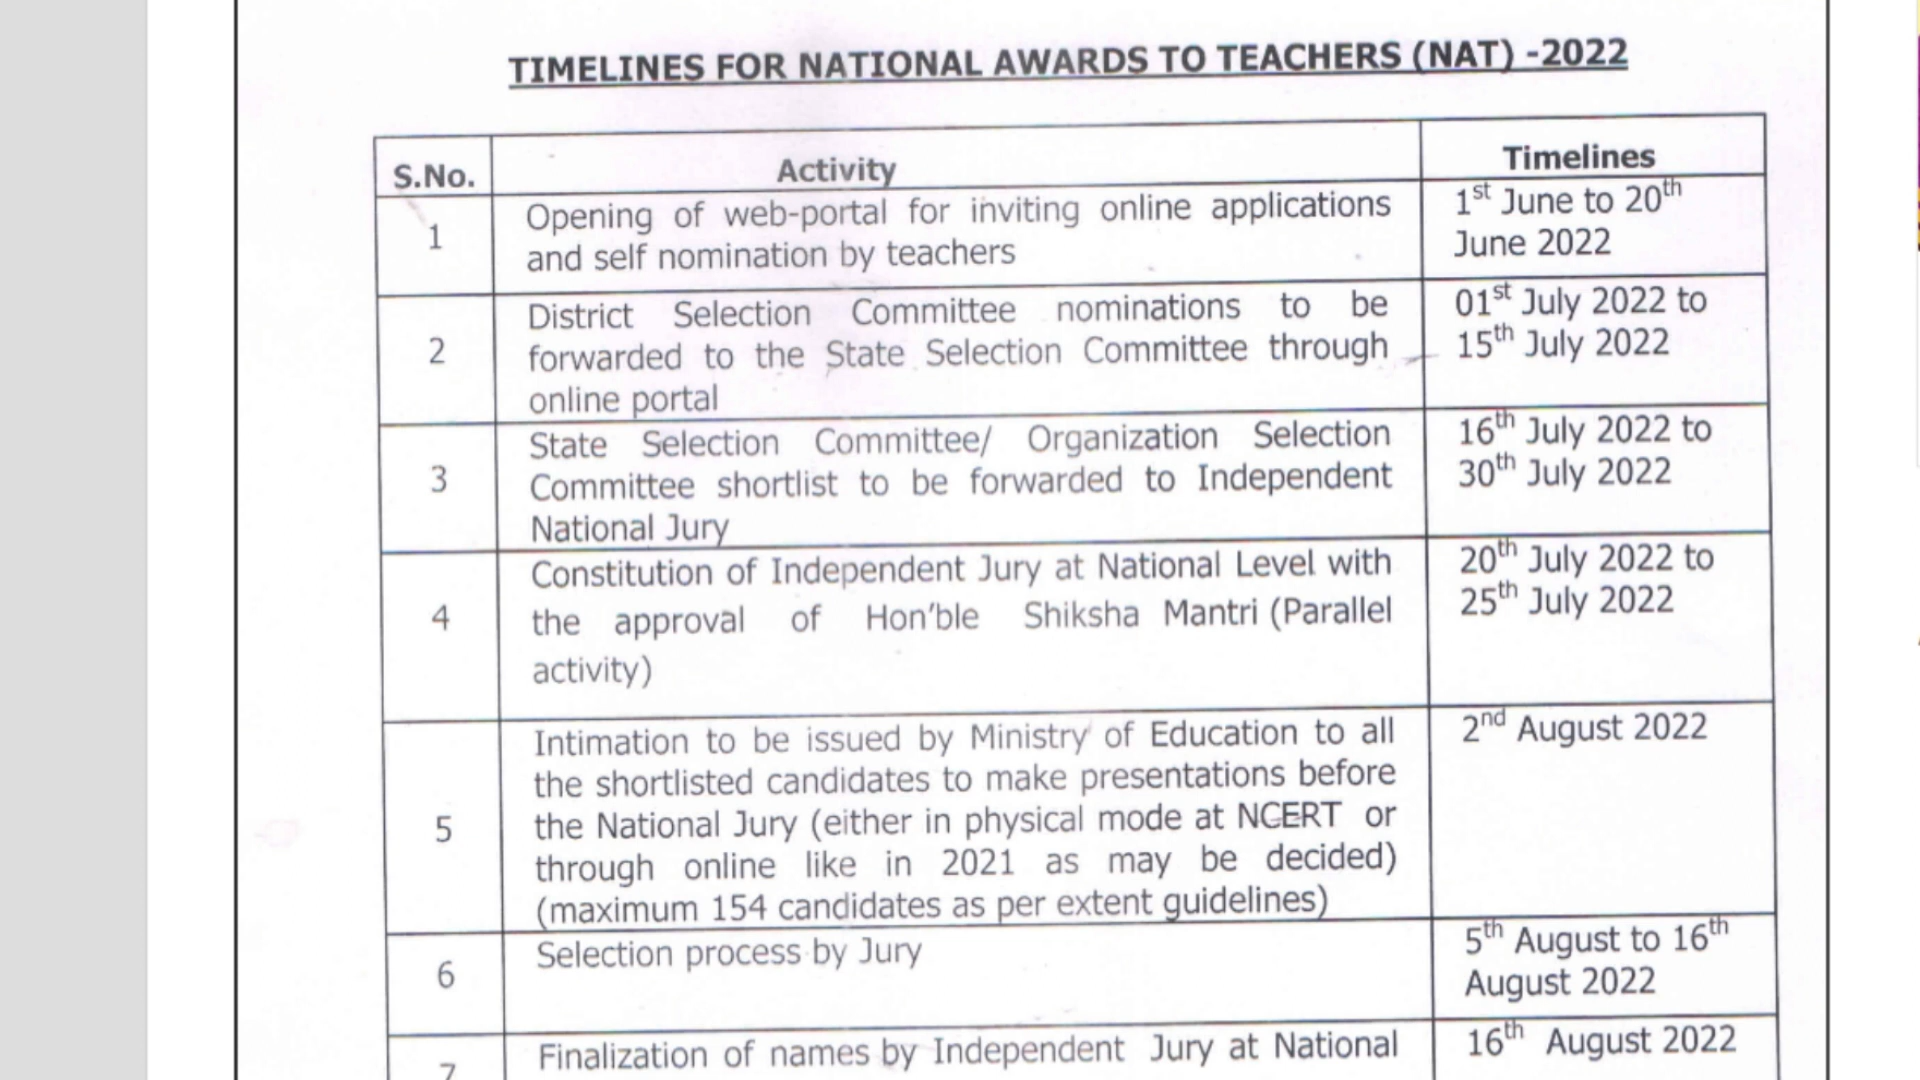 TIMELINES FOR NATIONAL AWARDS TO TEACHERS (NAT) -2022
S.No.
Activity
Timelines
1
Opening of web-portal for inviting online applications
and self nomination by teachers
1st June to 20th
June 2022
2
District Selection Committee nominations to be
forwarded to the State Selection Committee through
online portal
01st July 2022 to
15th July 2022
3
State Selection Committee/ Organization Selection
Committee shortlist to be forwarded to Independent
National Jury
16th July 2022 to
30th July 2022
4
Constitution of Independent Jury at National Level with
the approval of Hon'ble Shiksha Mantri (Parallel
activity)
20th July 2022 to
25th July 2022
5
Intimation to be issued by Ministry of Education to all
the shortlisted candidates to make presentations before
the National Jury (either in physical mode at NCERT or
through online like in 2021 as may be decided)
(maximum 154 candidates as per extent guidelines)
2nd August 2022
6
Selection process by Jury
5th August to 16th
August 2022
7
Finalization of names by Independent Jury at National
16th August 2022